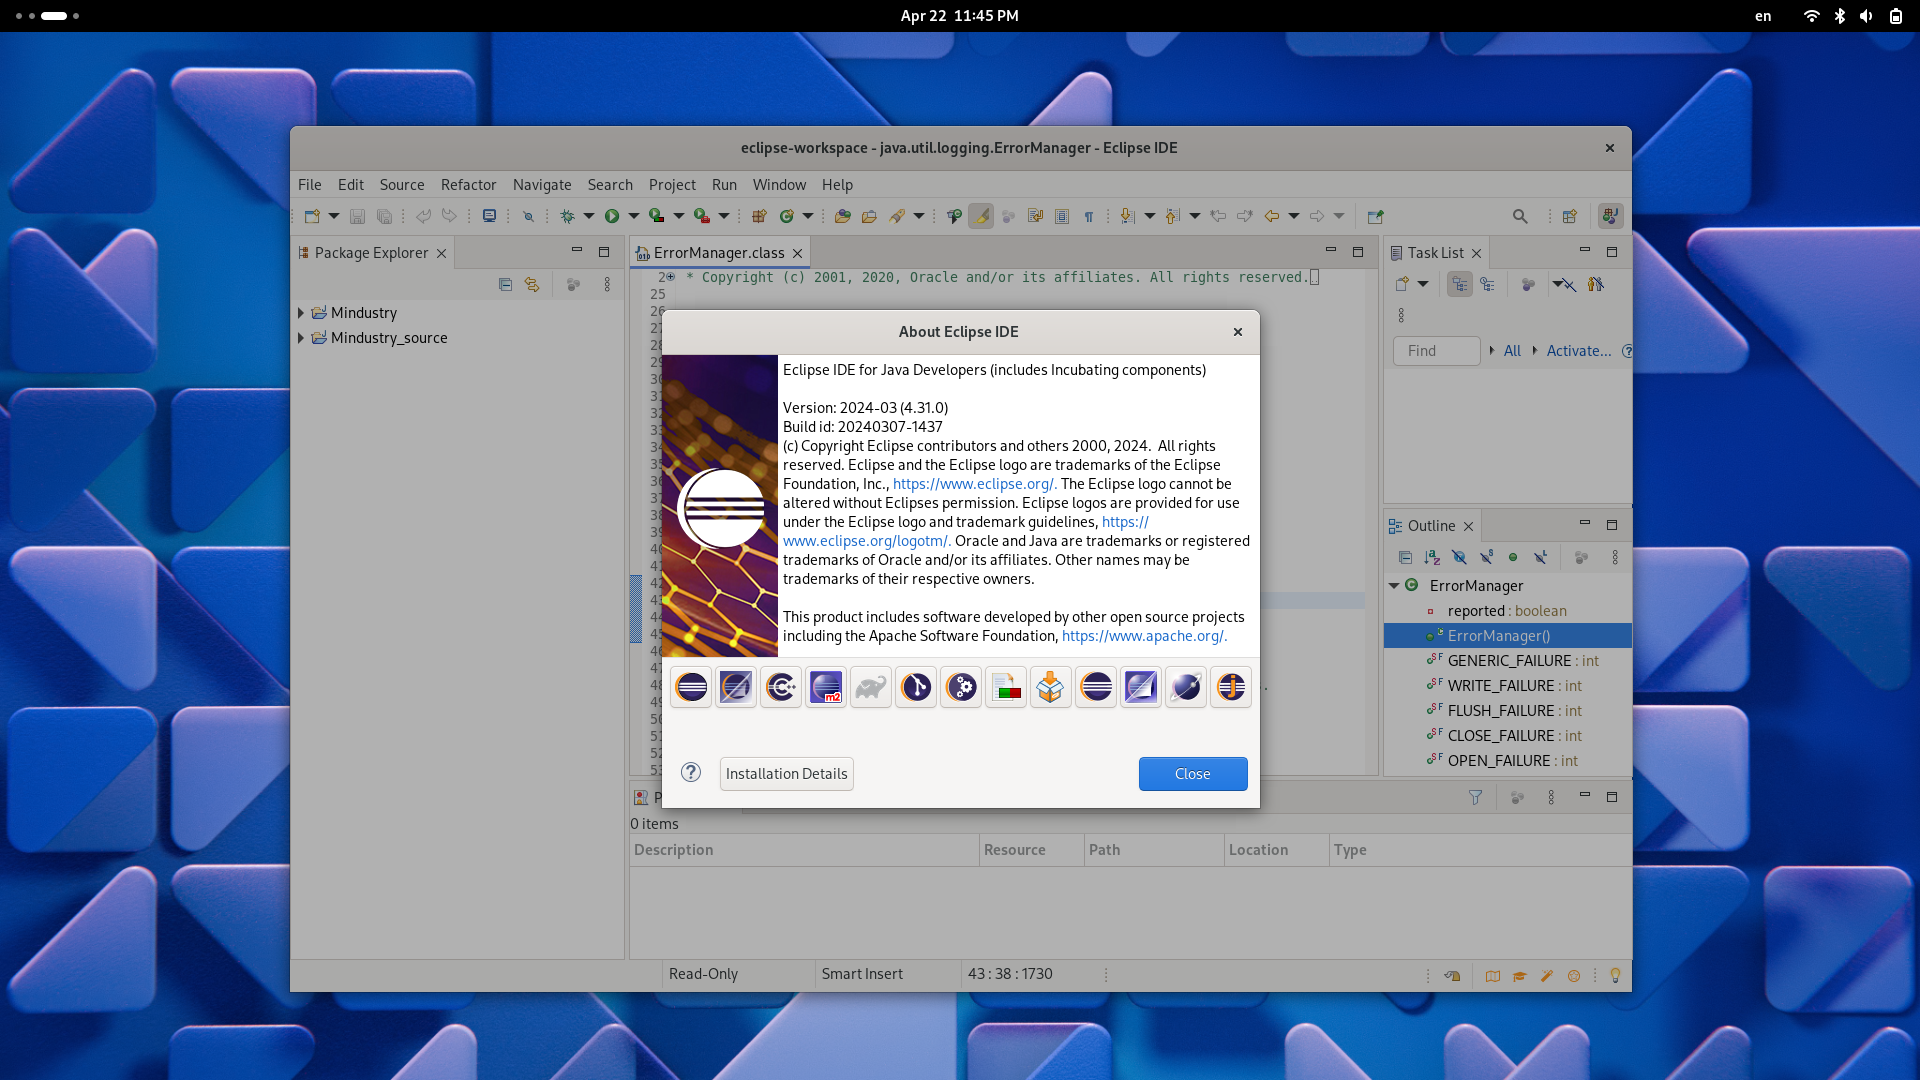 Apr 22  11:45 PM
en
eclipse-workspace - java.util.logging.ErrorManager - Eclipse IDE
File Edit Source Refactor Navigate Search Project Run Window Help
Package Explorer
Mindustry
Mindustry_source
ErrorManager.class
2 * Copyright (c) 2001, 2020, Oracle and/or its affiliates. All rights reserved.
25
Task List
Find
All
Activate...
Outline
ErrorManager
reported : boolean
ErrorManager()
GENERIC_FAILURE : int
WRITE_FAILURE : int
FLUSH_FAILURE : int
CLOSE_FAILURE : int
OPEN_FAILURE : int
About Eclipse IDE
Eclipse IDE for Java Developers (includes Incubating components)
Version: 2024-03 (4.31.0)
Build id: 20240307-1437
(c) Copyright Eclipse contributors and others 2000, 2024.  All rights
reserved. Eclipse and the Eclipse logo are trademarks of the Eclipse
Foundation, Inc., https://www.eclipse.org/. The Eclipse logo cannot be
altered without Eclipses permission. Eclipse logos are provided for use
under the Eclipse logo and trademark guidelines, https://
www.eclipse.org/logotm/. Oracle and Java are trademarks or registered
trademarks of Oracle and/or its affiliates. Other names may be
trademarks of their respective owners.
This product includes software developed by other open source projects
including the Apache Software Foundation, https://www.apache.org/.
m2
Installation Details
Close
0 items
Description Resource Path Location Type
Read-Only
Smart Insert
43 : 38 : 1730